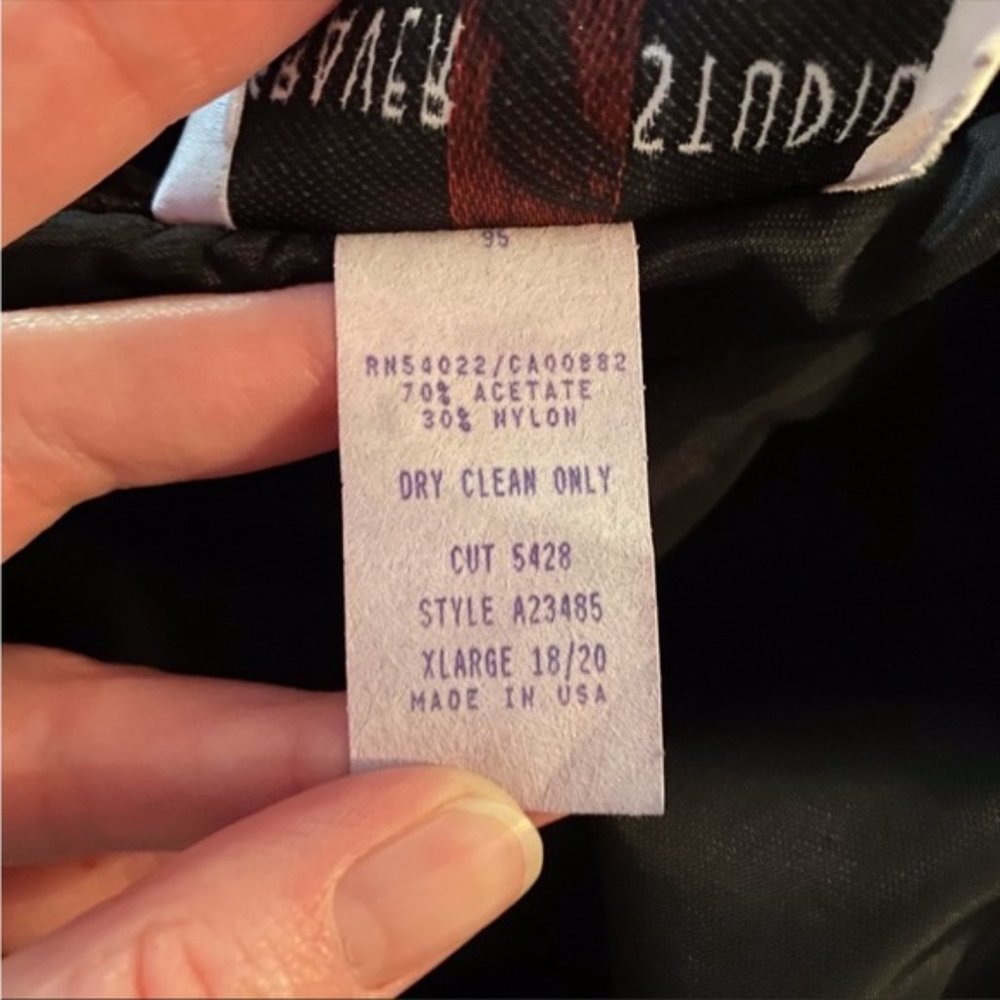 STUDIO
95
RN54022/CA00882
70% ACETATE
30% NYLON
DRY CLEAN ONLY
CUT 5428
STYLE A23485
XLARGE 18/20
MADE IN USA